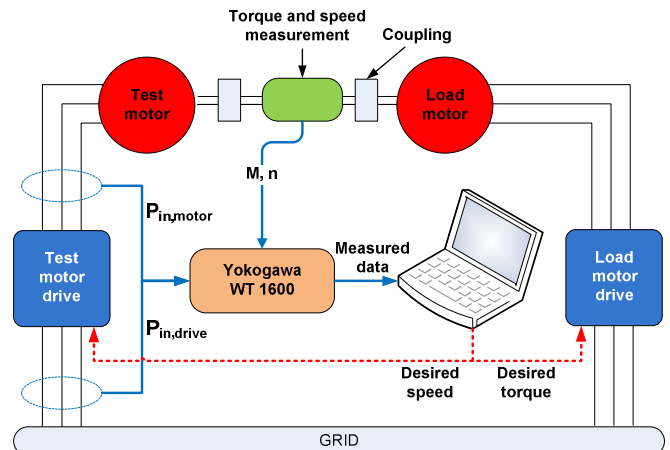 Torque and speed
measurement
Coupling
Test
motor
Load
motor
M, n
Pin,motor
Test
motor
drive
Yokogawa
WT 1600
Measured
data
Load
motor
drive
Pin,drive
Desired
speed
Desired
torque
GRID